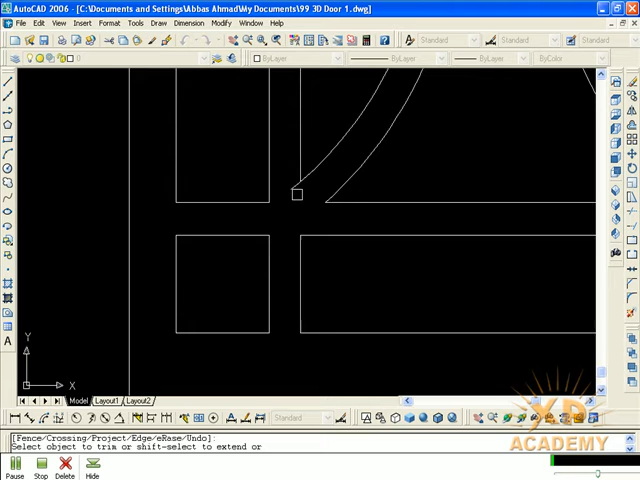 AutoCAD 2006 - [C:\Documents and Settings\Abbas Ahmad\My Documents\99 3D Door 1.dwg]
File Edit View Insert Format Tools Draw Dimension Modify Window Help
Standard Standard Standard
0 ByLayer ByLayer ByLayer ByColor
Y
X
Model Layout1 Layout2
Standard
[Fence/Crossing/Project/Edge/eRase/Undo]:
Select object to trim or shift-select to extend or
XD
ACADEMY
Pause Stop Delete Hide